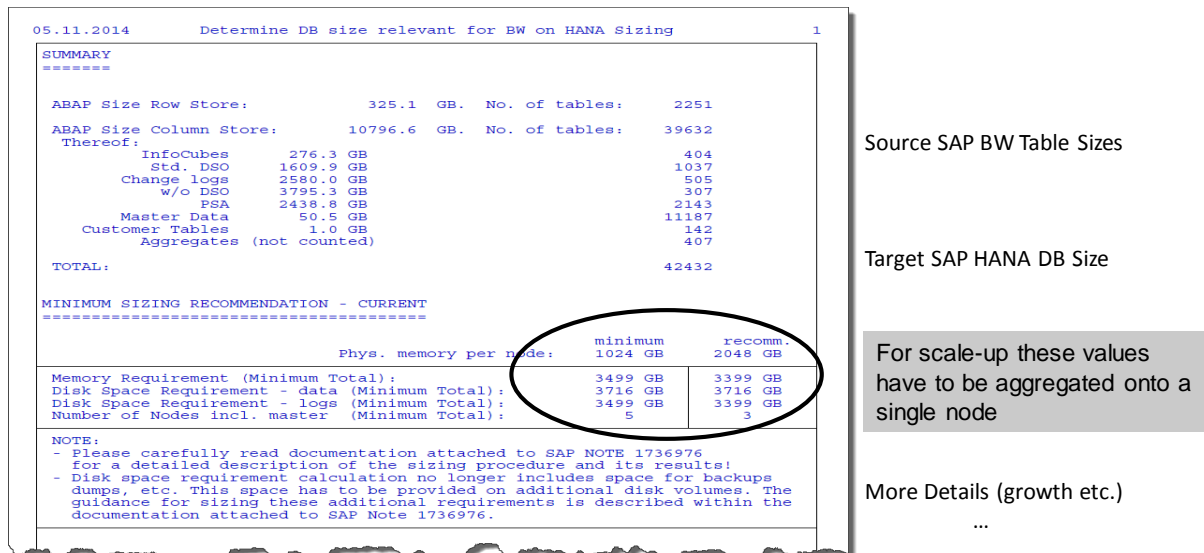 05.11.2014 Determine DB size relevant for BW on HANA Sizing 1
SUMMARY
=======
ABAP Size Row Store: 325.1 GB. No. of tables: 2251
ABAP Size Column Store: 10796.6 GB. No. of tables: 39632
Thereof:
InfoCubes 276.3 GB 404
Std. DSO 1609.9 GB 1037
Change logs 2580.0 GB 505
W/o DSO 3795.3 GB 307
PSA 2438.8 GB 2143
Master Data 50.5 GB 11187
Customer Tables 1.0 GB 142
Aggregates (not counted) 407
TOTAL: 42432
MINIMUM SIZING RECOMMENDATION - CURRENT
=======================================
minimum recomm.
Phys. memory per node: 1024 GB 2048 GB
Memory Requirement (Minimum Total): 3499 GB 3399 GB
Disk Space Requirement - data (Minimum Total): 3716 GB 3716 GB
Disk Space Requirement - logs (Minimum Total): 3499 GB 3399 GB
Number of Nodes incl. master (Minimum Total): 5 3
NOTE:
- Please carefully read documentation attached to SAP NOTE 1736976
for a detailed description of the sizing procedure and its results!
- Disk space requirement calculation no longer includes space for backups
dumps, etc. This space has to be provided on additional disk volumes. The
guidance for sizing these additional requirements is described within the
documentation attached to SAP Note 1736976.
Source SAP BW Table Sizes
Target SAP HANA DB Size
For scale-up these values
have to be aggregated onto a
single node
More Details (growth etc.)
…